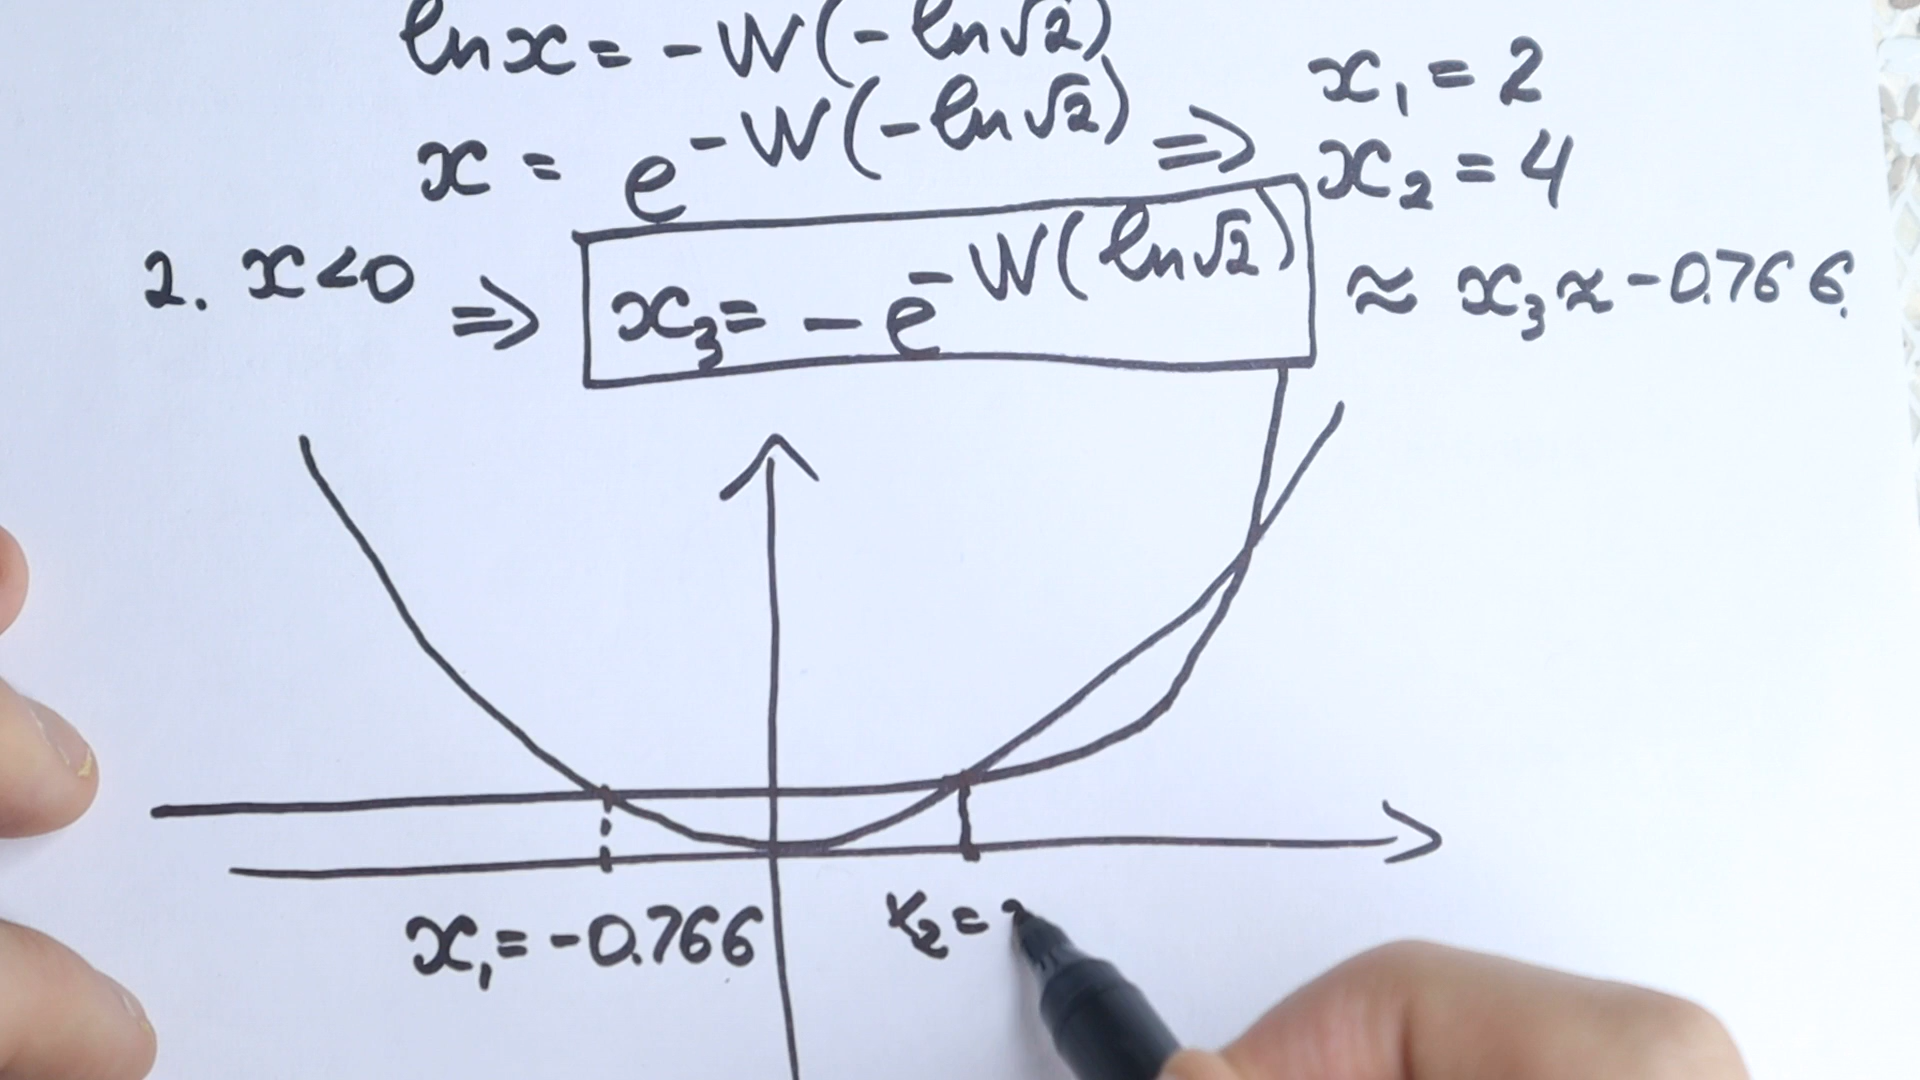 ln x = -W(-ln√2)
x = e^-W(-ln√2) ⇒ x₁ = 2
x₂ = 4
2. x<0 ⇒ x₃ = -e^-W(ln√2) ≈ x₃ ≈ -0.766.
x₁ = -0.766
x₂ =